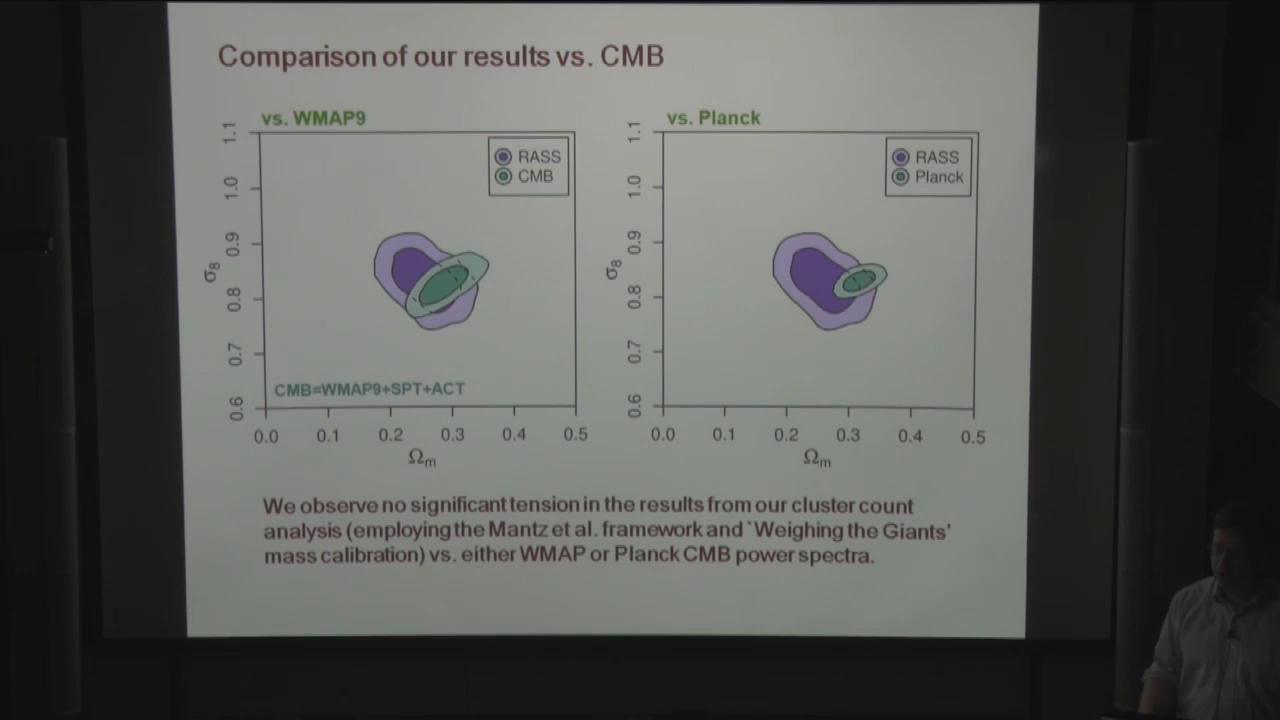 Comparison of our results vs. CMB
vs. WMAP9
1.1
1.0
0.9
0.8
0.7
0.6
σ8
RASS
CMB
CMB=WMAP9+SPT+ACT
0.0 0.1 0.2 0.3 0.4 0.5
Ωm
vs. Planck
1.1
1.0
0.9
0.8
0.7
0.6
σ8
RASS
Planck
0.0 0.1 0.2 0.3 0.4 0.5
Ωm
We observe no significant tension in the results from our cluster count
analysis (employing the Mantz et al. framework and `Weighing the Giants'
mass calibration) vs. either WMAP or Planck CMB power spectra.